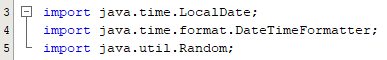 3 import java.time.LocalDate;
4 import java.time.format.DateTimeFormatter;
5 import java.util.Random;